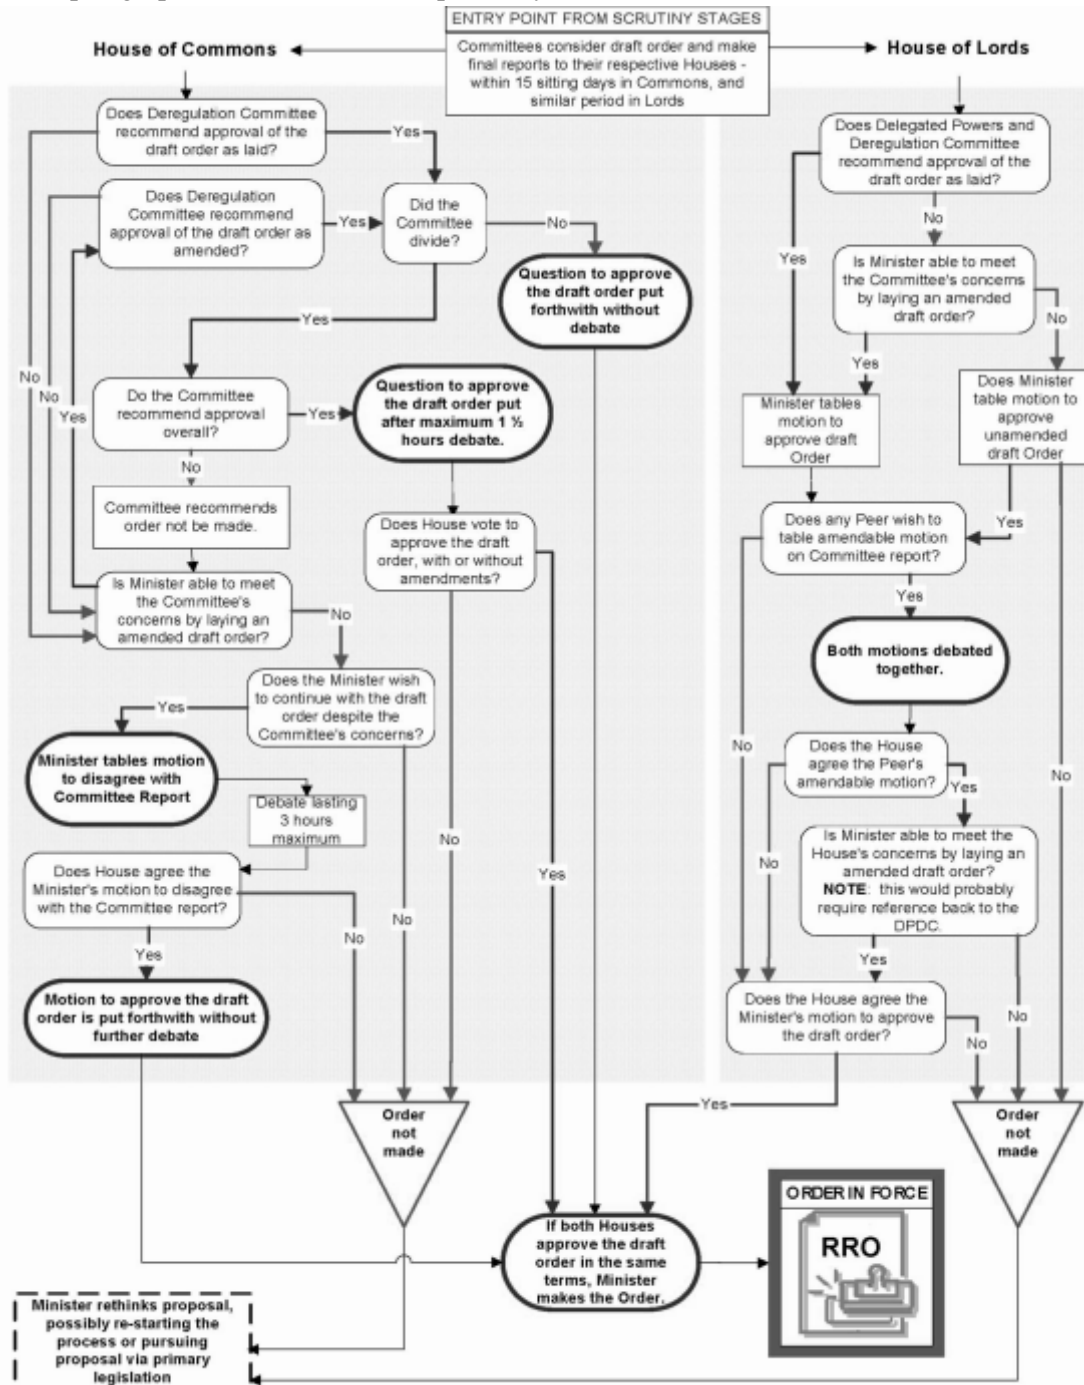 ENTRY POINT FROM SCRUTINY STAGES
House of Commons
House of Lords
Committees consider draft order and make
final reports to their respective Houses -
within 15 sitting days in Commons, and
similar period in Lords
Does Deregulation Committee
recommend approval of the
draft order as laid?
Yes
Does Deregulation
Committee recommend
approval of the draft order as
amended?
Yes
Did the
Committee
divide?
No
Question to approve
the draft order put
forthwith without
debate
Yes
No
No
Yes
Do the Committee
recommend approval
overall?
Yes
Question to approve
the draft order put
after maximum 1 ½
hours debate.
No
Committee recommends
order not be made.
Does House vote to
approve the draft
order, with or without
amendments?
Is Minister able to meet
the Committee's
concerns by laying an
amended draft order?
No
Does the Minister wish
to continue with the draft
order despite the
Committee's concerns?
Yes
Minister tables motion
to disagree with
Committee Report
Debate lasting
3 hours
maximum
No
Yes
Does House agree the
Minister's motion to disagree
with the Committee report?
No
No
Yes
Motion to approve the draft
order is put forthwith without
further debate
Order
not
made
Does Delegated Powers and
Deregulation Committee
recommend approval of the
draft order as laid?
No
Yes
Is Minister able to meet
the Committee's concerns
by laying an amended
draft order?
No
Yes
Minister tables
motion to
approve draft
Order
Does Minister
table motion to
approve
unamended
draft Order
Yes
Does any Peer wish to
table amendable motion
on Committee report?
Yes
Both motions debated
together.
No
Does the House
agree the Peer's
amendable motion?
Yes
No
No
Is Minister able to meet the
House's concerns by laying an
amended draft order?
NOTE: this would probably
require reference back to the
DPDC.
Yes
No
Does the House agree the
Minister's motion to approve
the draft order?
No
Yes
Order
not
made
If both Houses
approve the draft
order in the same
terms, Minister
makes the Order.
ORDER IN FORCE
RRO
Minister rethinks proposal,
possibly re-starting the
process or pursuing
proposal via primary
legislation